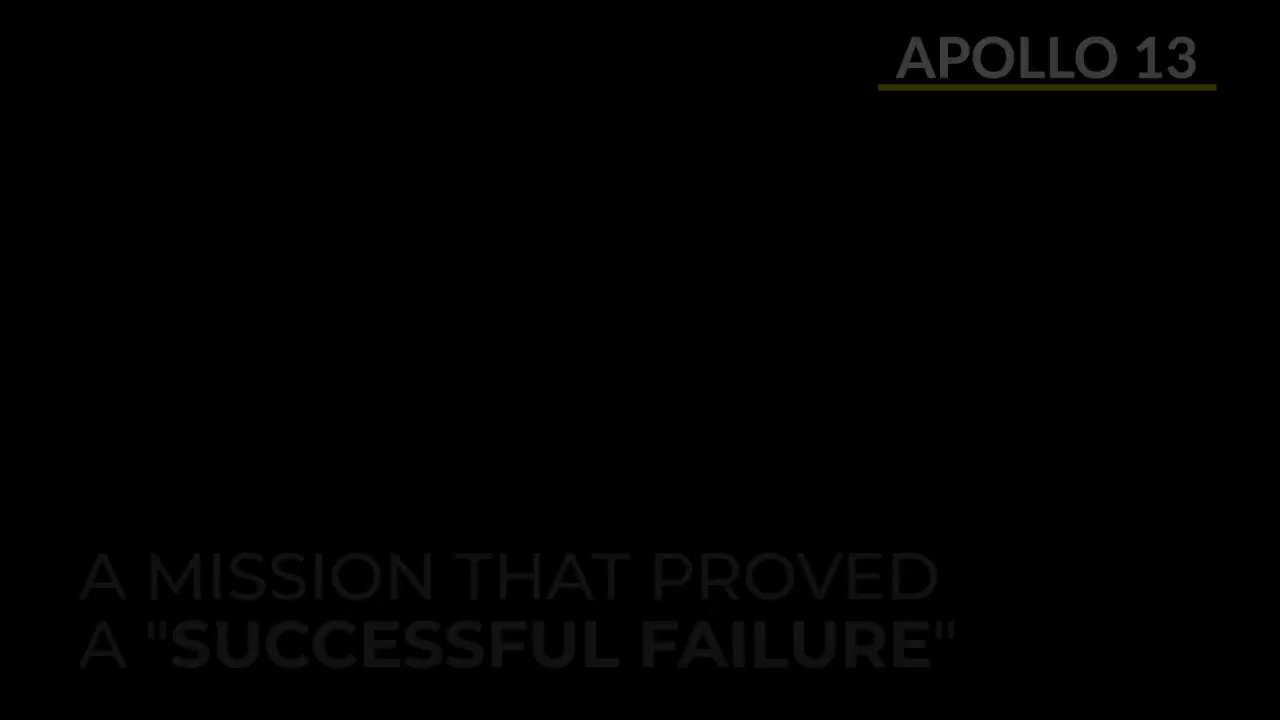 APOLLO 13
A MISSION THAT PROVED
A "SUCCESSFUL FAILURE"